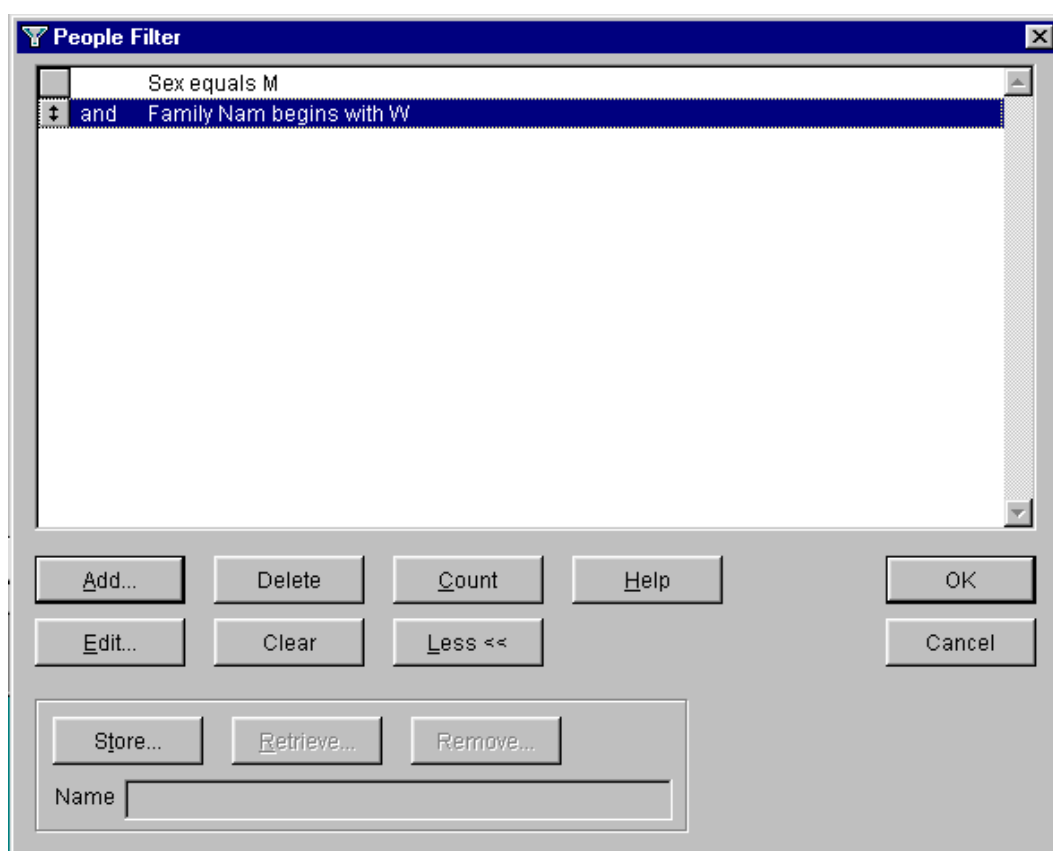 People Filter
Sex equals M
and Family Nam begins with W
Add... Delete Count Help OK
Edit... Clear Less << Cancel
Store... Retrieve... Remove...
Name